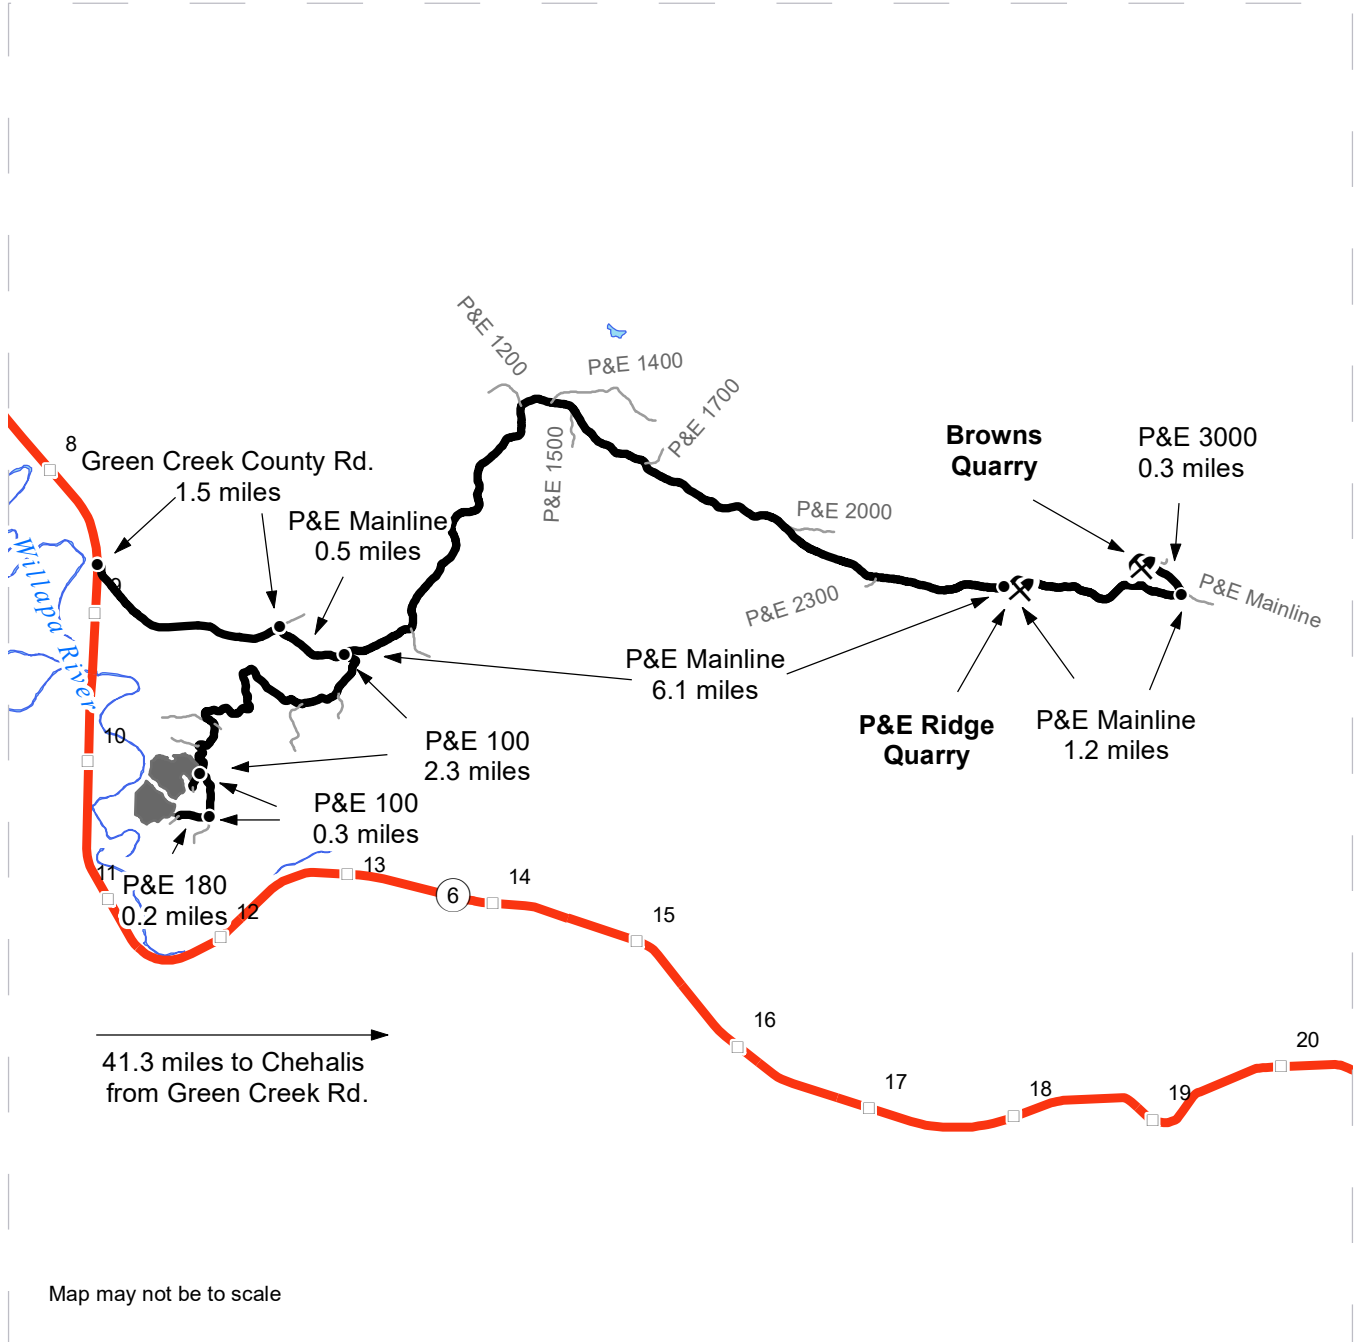 P&E 1200
P&E 1400
P&E 1700
P&E 1500
Browns
Quarry
P&E 3000
0.3 miles
8
Green Creek County Rd.
1.5 miles
P&E Mainline
0.5 miles
P&E 2000
Willapa River
9
P&E 2300
P&E Mainline
P&E Mainline
6.1 miles
P&E Ridge
Quarry
P&E Mainline
1.2 miles
10
P&E 100
2.3 miles
P&E 100
0.3 miles
11
P&E 180
0.2 miles
12
13
6
14
15
16
17
18
19
20
41.3 miles to Chehalis
from Green Creek Rd.
Map may not be to scale